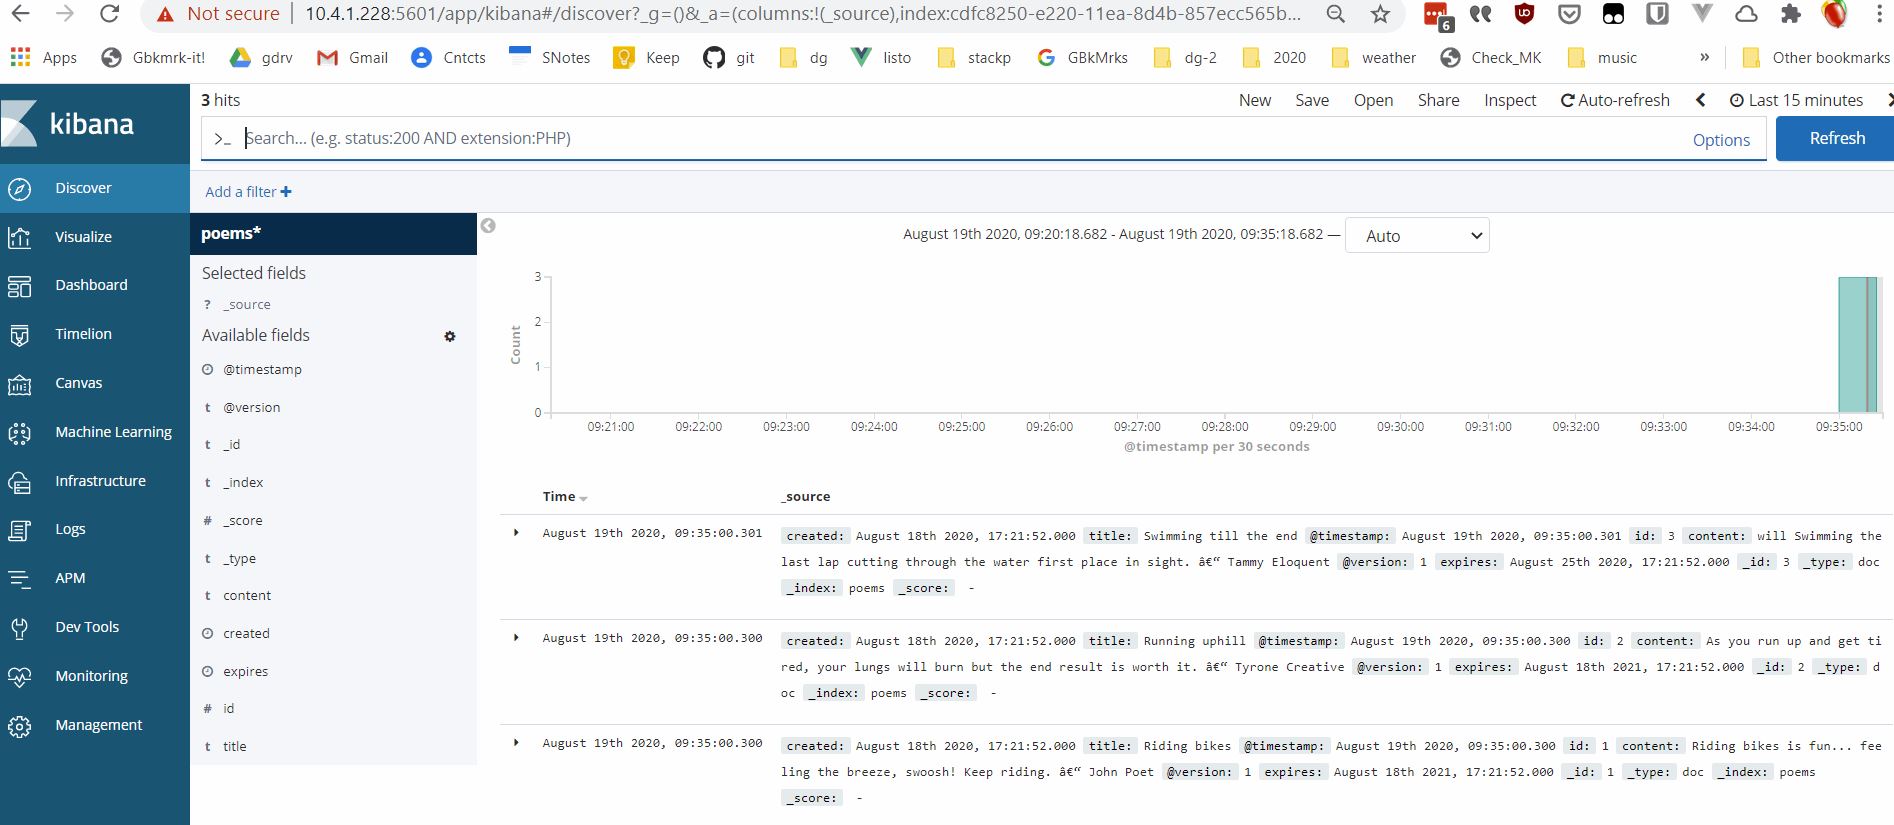 Not secure | 10.4.1.228:5601/app/kibana#/discover?_g=()&_a=(columns:!(_source),index:cdfc8250-e220-11ea-8d4b-857ecc565b...
6
Apps Gbkmrk-it! gdrv Gmail Cntcts SNotes Keep git dg listo stackp GBkMrks dg-2 2020 weather Check_MK music » Other bookmarks
kibana
Discover
Visualize
Dashboard
Timelion
Canvas
Machine Learning
Infrastructure
Logs
APM
Dev Tools
Monitoring
Management
3 hits
New Save Open Share Inspect Auto-refresh Last 15 minutes
>_ Search... (e.g. status:200 AND extension:PHP) Options Refresh
Add a filter +
poems*
Selected fields
? _source
Available fields
@timestamp
t @version
t _id
t _index
# _score
t _type
t content
created
expires
# id
t title
August 19th 2020, 09:20:18.682 - August 19th 2020, 09:35:18.682 — Auto
Count
3
2
1
0
09:21:00 09:22:00 09:23:00 09:24:00 09:25:00 09:26:00 09:27:00 09:28:00 09:29:00 09:30:00 09:31:00 09:32:00 09:33:00 09:34:00 09:35:00
@timestamp per 30 seconds
Time _source
August 19th 2020, 09:35:00.301 created: August 18th 2020, 17:21:52.000 title: Swimming till the end @timestamp: August 19th 2020, 09:35:00.301 id: 3 content: will Swimming the
last lap cutting through the water first place in sight. â€“ Tammy Eloquent @version: 1 expires: August 25th 2020, 17:21:52.000 _id: 3 _type: doc
_index: poems _score: -
August 19th 2020, 09:35:00.300 created: August 18th 2020, 17:21:52.000 title: Running uphill @timestamp: August 19th 2020, 09:35:00.300 id: 2 content: As you run up and get ti
red, your lungs will burn but the end result is worth it. â€“ Tyrone Creative @version: 1 expires: August 18th 2021, 17:21:52.000 _id: 2 _type: d
oc _index: poems _score: -
August 19th 2020, 09:35:00.300 created: August 18th 2020, 17:21:52.000 title: Riding bikes @timestamp: August 19th 2020, 09:35:00.300 id: 1 content: Riding bikes is fun... fee
ling the breeze, swoosh! Keep riding. â€“ John Poet @version: 1 expires: August 18th 2021, 17:21:52.000 _id: 1 _type: doc _index: poems
_score: -